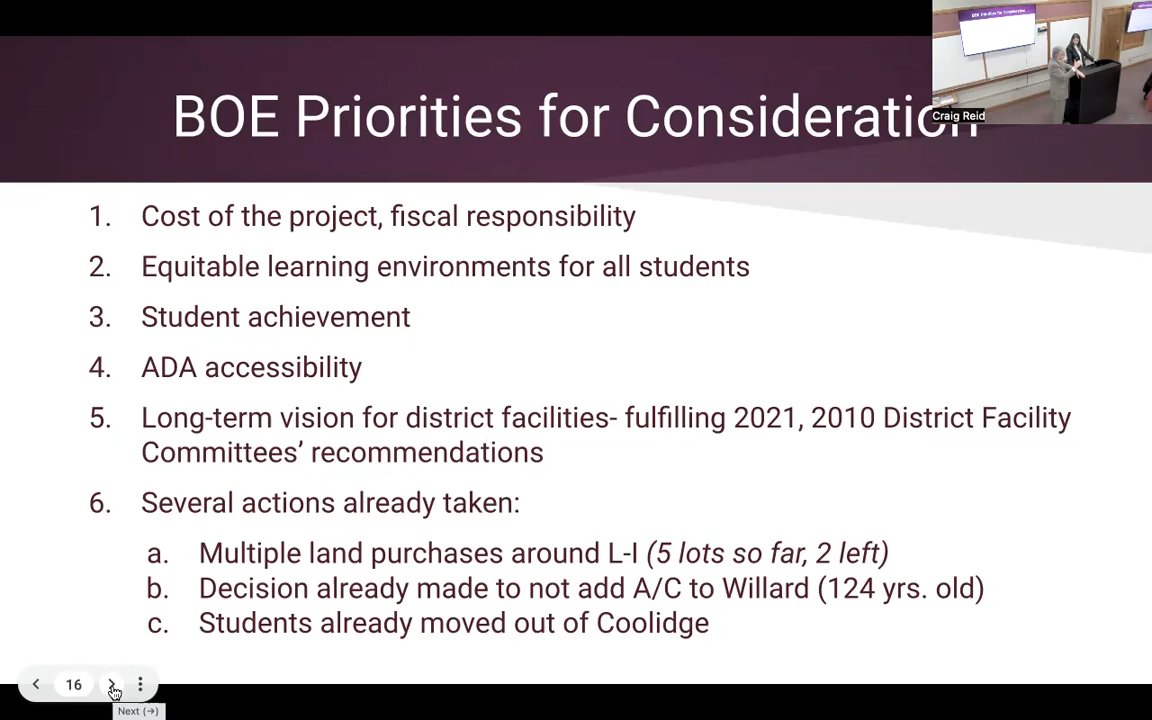 BOE Priorities for Consideration
Craig Reid
1. Cost of the project, fiscal responsibility
2. Equitable learning environments for all students
3. Student achievement
4. ADA accessibility
5. Long-term vision for district facilities- fulfilling 2021, 2010 District Facility
Committees’ recommendations
6. Several actions already taken:
a. Multiple land purchases around L-I (5 lots so far, 2 left)
b. Decision already made to not add A/C to Willard (124 yrs. old)
c. Students already moved out of Coolidge
16
Next (→)